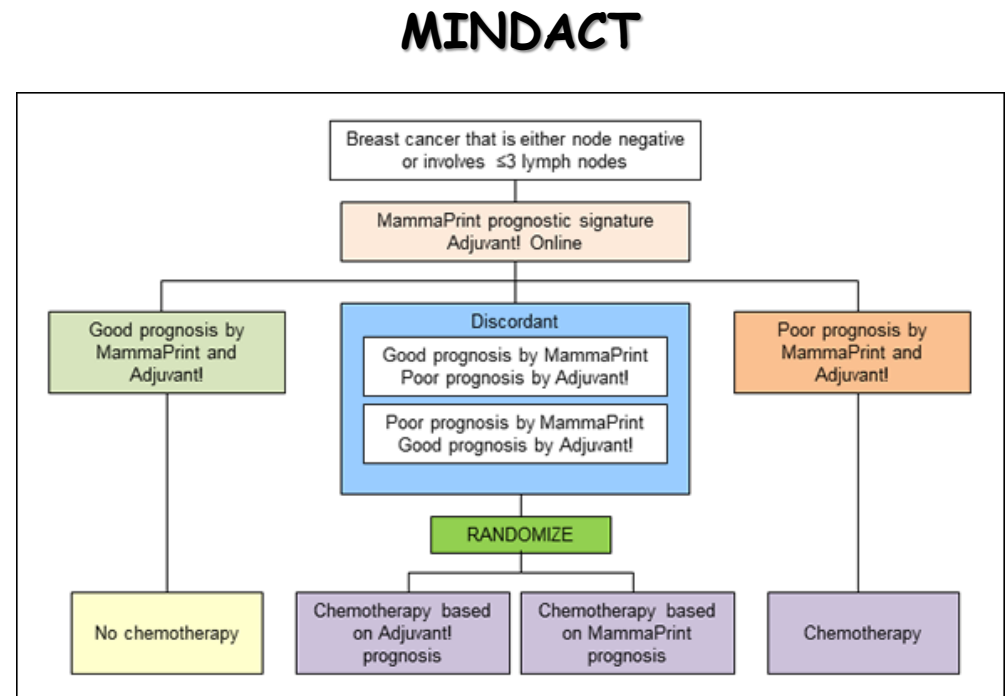 MINDACT
Breast cancer that is either node negative
or involves ≤3 lymph nodes
MammaPrint prognostic signature
Adjuvant! Online
Good prognosis by
MammaPrint and
Adjuvant!
Discordant
Good prognosis by MammaPrint
Poor prognosis by Adjuvant!
Poor prognosis by MammaPrint
Good prognosis by Adjuvant!
Poor prognosis by
MammaPrint and
Adjuvant!
RANDOMIZE
No chemotherapy
Chemotherapy based
on Adjuvant!
prognosis
Chemotherapy based
on MammaPrint
prognosis
Chemotherapy